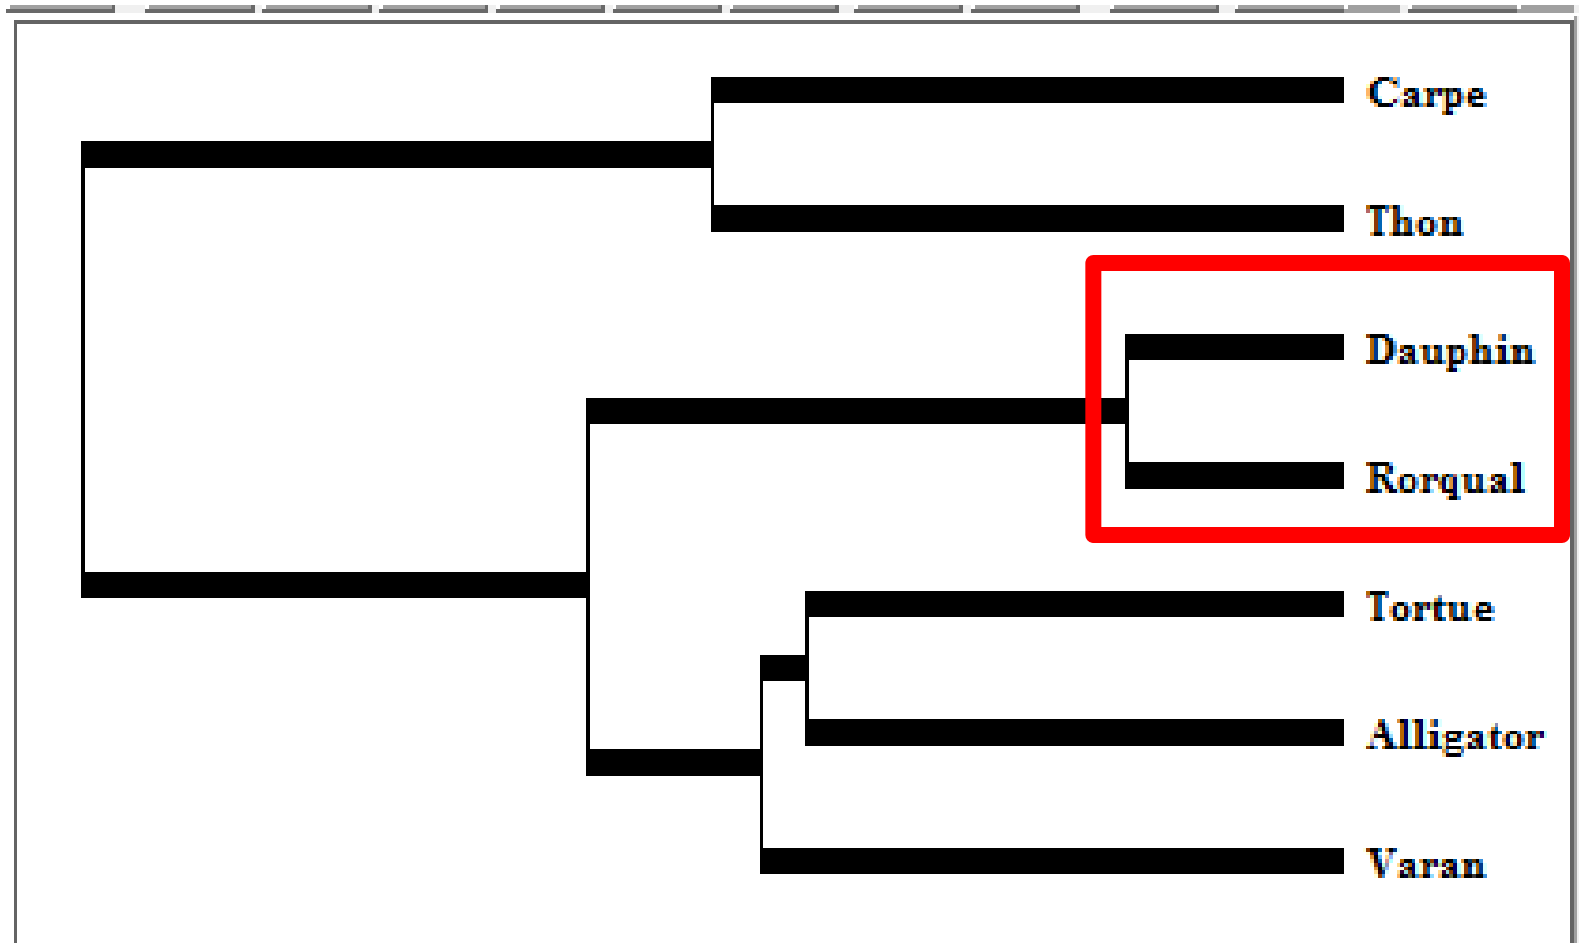 Carpe
Thon
Dauphin
Rorqual
Tortue
Alligator
Varan